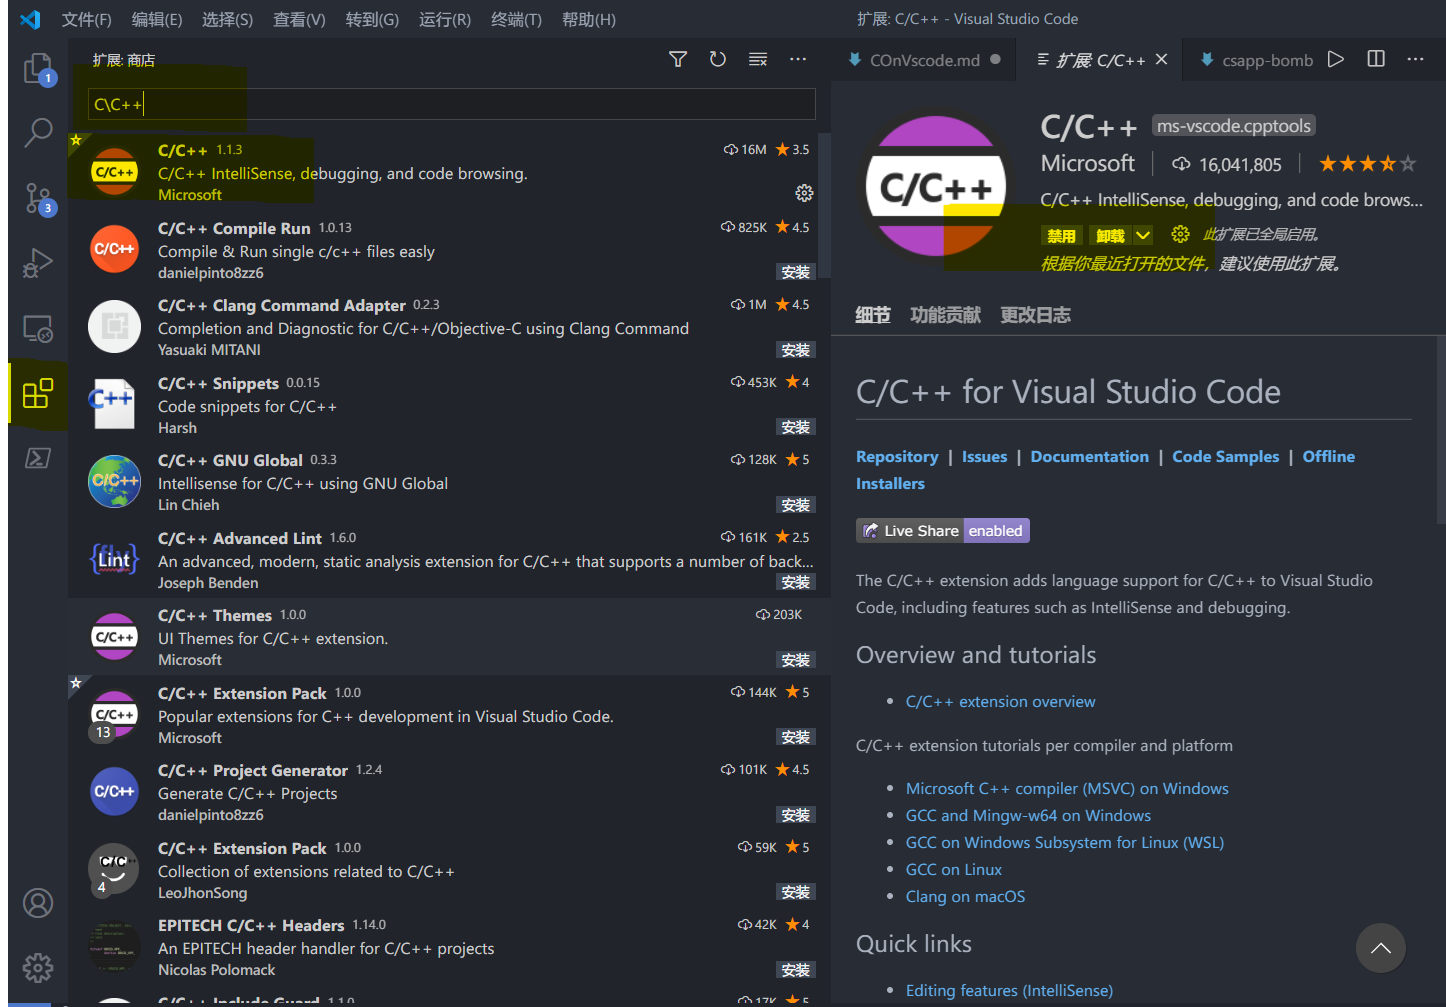 文件(F) 编辑(E) 选择(S) 查看(V) 转到(G) 运行(R) 终端(T) 帮助(H) 扩展: C/C++ - Visual Studio Code
1
3
扩展: 商店
C\C++
C/C++ 1.1.3 16M 3.5
C/C++
C/C++ IntelliSense, debugging, and code browsing.
Microsoft
C/C++ Compile Run 1.0.13 825K 4.5
C/C++
Compile & Run single c/c++ files easily
danielpinto8zz6 安装
C/C++ Clang Command Adapter 0.2.3 1M 4.5
Completion and Diagnostic for C/C++/Objective-C using Clang Command
Yasuaki MITANI 安装
C/C++ Snippets 0.0.15 453K 4
C++
Code snippets for C/C++
Harsh 安装
C/C++ GNU Global 0.3.3 128K 5
C/C++
Intellisense for C/C++ using GNU Global
Lin Chieh 安装
C/C++ Advanced Lint 1.6.0 161K 2.5
{Lint}
An advanced, modern, static analysis extension for C/C++ that supports a number of back...
Joseph Benden 安装
C/C++ Themes 1.0.0 203K
C/C++
UI Themes for C/C++ extension.
Microsoft 安装
C/C++ Extension Pack 1.0.0 144K 5
C/C++
13
Popular extensions for C++ development in Visual Studio Code.
Microsoft 安装
C/C++ Project Generator 1.2.4 101K 4.5
C/C++
Generate C/C++ Projects
danielpinto8zz6 安装
C/C++ Extension Pack 1.0.0 59K 5
4
Collection of extensions related to C/C++
LeoJhonSong 安装
EPITECH C/C++ Headers 1.14.0 42K 4
An EPITECH header handler for C/C++ projects
Nicolas Polomack 安装
C/C++ Include Guard 1.1.0 17K 5
COnVscode.md 扩展: C/C++ csapp-bomb
C/C++
C/C++ ms-vscode.cpptools
Microsoft 16,041,805
C/C++ IntelliSense, debugging, and code brows...
禁用 卸载 此扩展已全局启用。
根据你最近打开的文件，建议使用此扩展。
细节 功能贡献 更改日志
C/C++ for Visual Studio Code
Repository | Issues | Documentation | Code Samples | Offline
Installers
Live Share enabled
The C/C++ extension adds language support for C/C++ to Visual Studio
Code, including features such as IntelliSense and debugging.
Overview and tutorials
• C/C++ extension overview
C/C++ extension tutorials per compiler and platform
• Microsoft C++ compiler (MSVC) on Windows
• GCC and Mingw-w64 on Windows
• GCC on Windows Subsystem for Linux (WSL)
• GCC on Linux
• Clang on macOS
Quick links
• Editing features (IntelliSense)